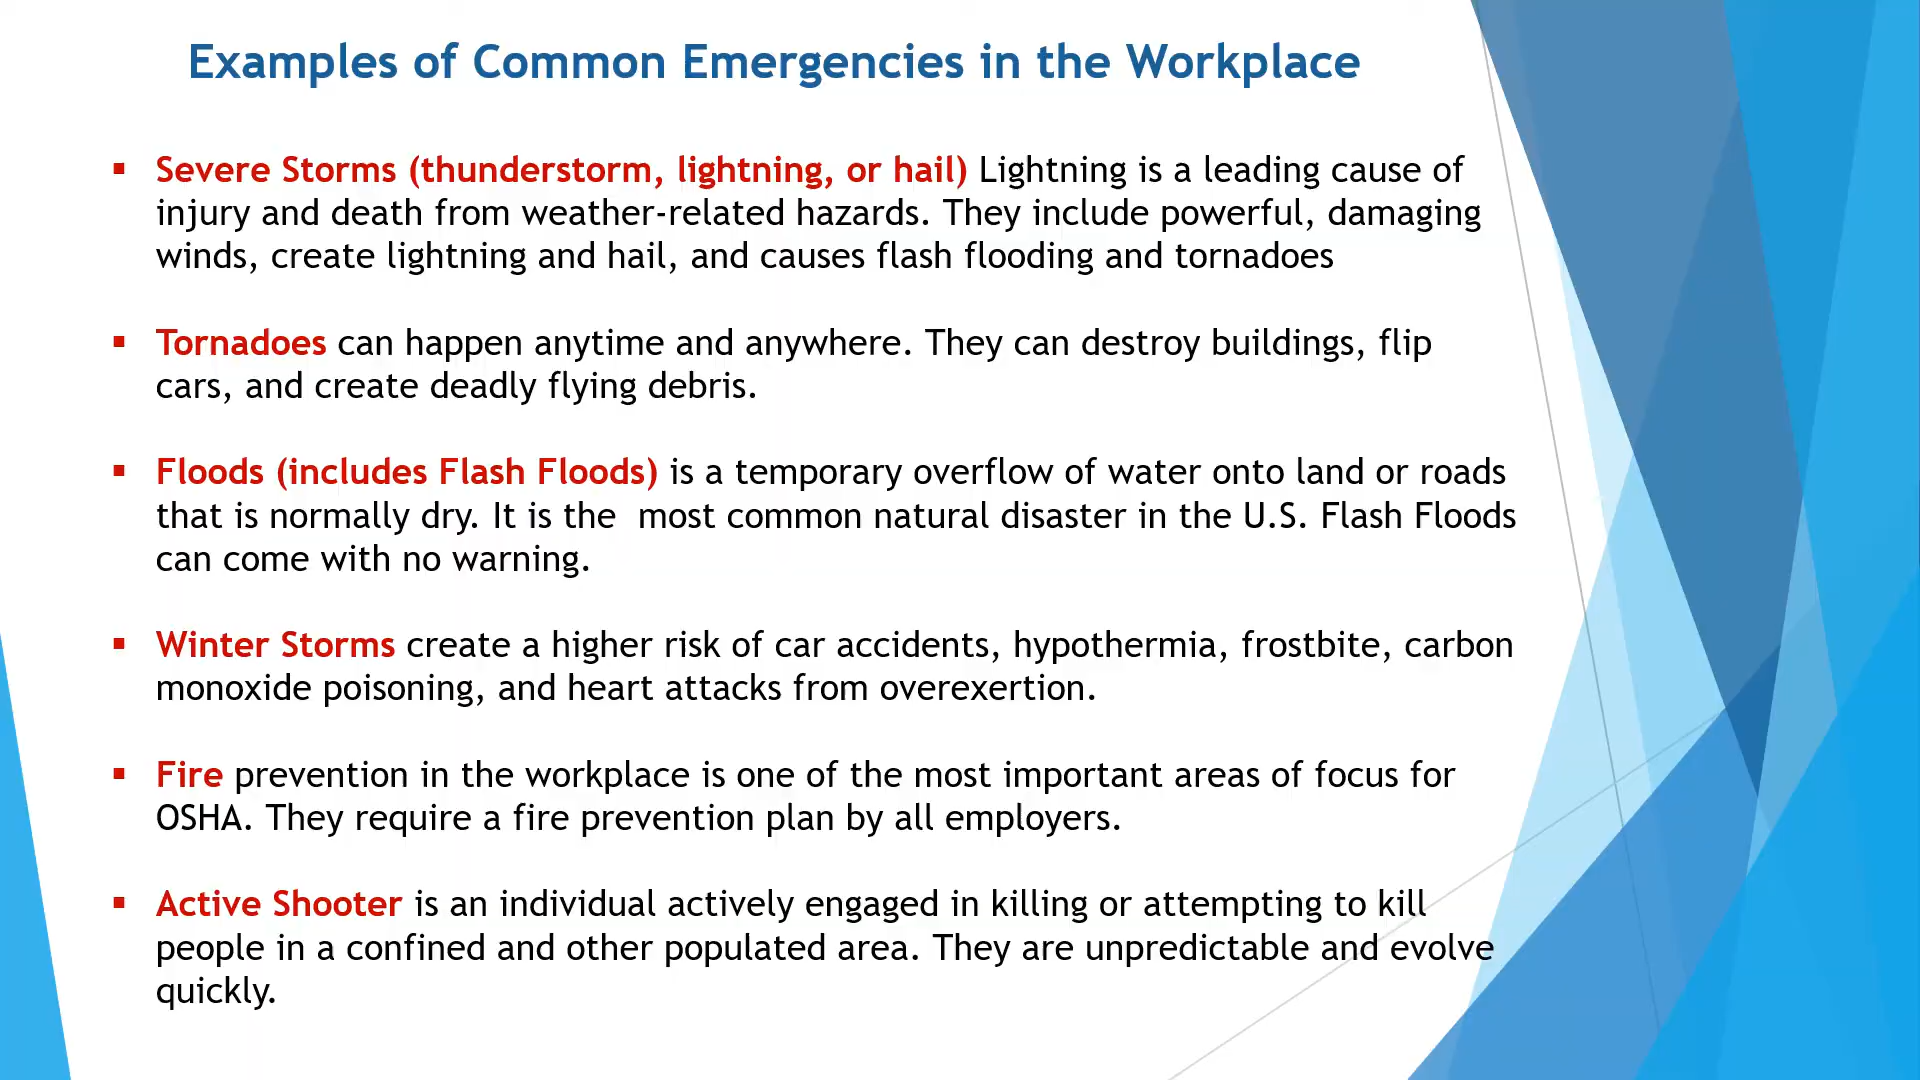 Examples of Common Emergencies in the Workplace
▪ Severe Storms (thunderstorm, lightning, or hail) Lightning is a leading cause of
injury and death from weather-related hazards. They include powerful, damaging
winds, create lightning and hail, and causes flash flooding and tornadoes
▪ Tornadoes can happen anytime and anywhere. They can destroy buildings, flip
cars, and create deadly flying debris.
▪ Floods (includes Flash Floods) is a temporary overflow of water onto land or roads
that is normally dry. It is the  most common natural disaster in the U.S. Flash Floods
can come with no warning.
▪ Winter Storms create a higher risk of car accidents, hypothermia, frostbite, carbon
monoxide poisoning, and heart attacks from overexertion.
▪ Fire prevention in the workplace is one of the most important areas of focus for
OSHA. They require a fire prevention plan by all employers.
▪ Active Shooter is an individual actively engaged in killing or attempting to kill
people in a confined and other populated area. They are unpredictable and evolve
quickly.